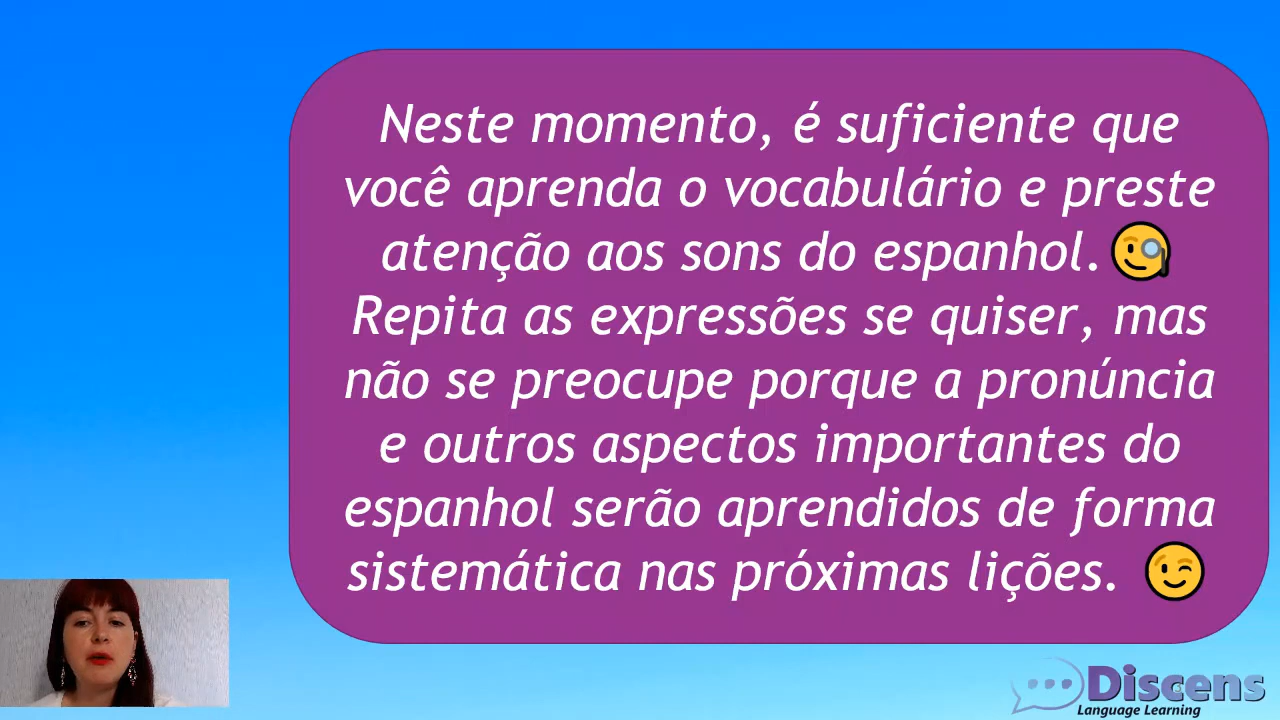 Neste momento, é suficiente que
você aprenda o vocabulário e preste
atenção aos sons do espanhol.
Repita as expressões se quiser, mas
não se preocupe porque a pronúncia
e outros aspectos importantes do
espanhol serão aprendidos de forma
sistemática nas próximas lições.
Discens
Language Learning